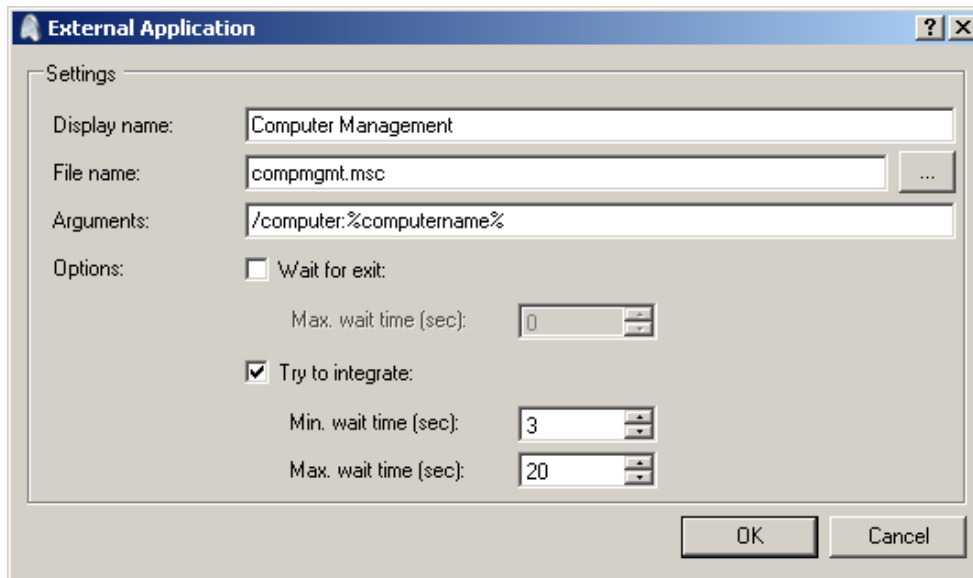 External Application
Settings
Display name: Computer Management
File name: compmgmt.msc ...
Arguments: /computer:%computername%
Options: Wait for exit:
Max. wait time (sec): 0
Try to integrate:
Min. wait time (sec): 3
Max. wait time (sec): 20
OK Cancel